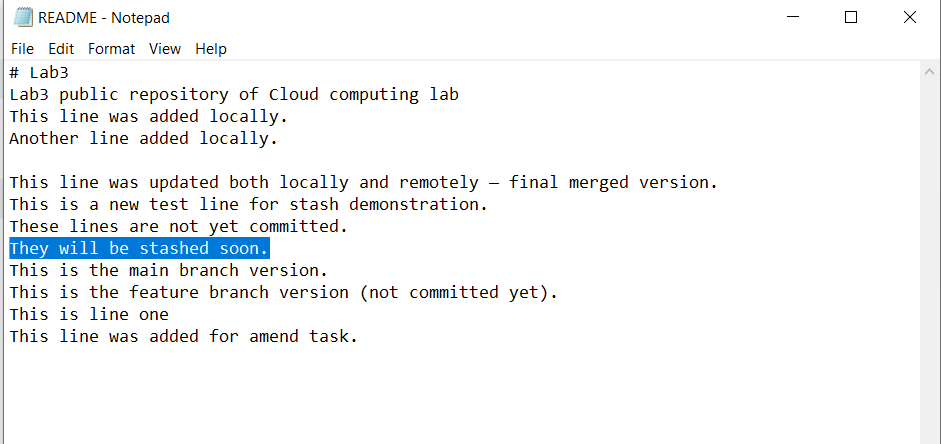 README - Notepad
File Edit Format View Help
# Lab3
Lab3 public repository of Cloud computing lab
This line was added locally.
Another line added locally.
This line was updated both locally and remotely — final merged version.
This is a new test line for stash demonstration.
These lines are not yet committed.
They will be stashed soon.
This is the main branch version.
This is the feature branch version (not committed yet).
This is line one
This line was added for amend task.